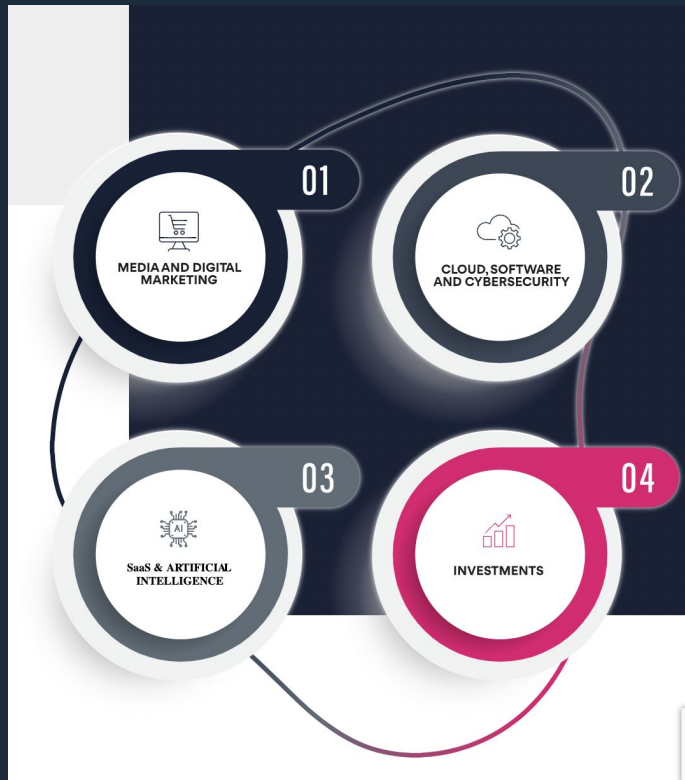 01
MEDIA AND DIGITAL
MARKETING
02
CLOUD, SOFTWARE
AND CYBERSECURITY
03
AI
SaaS & ARTIFICIAL
INTELLIGENCE
04
INVESTMENTS